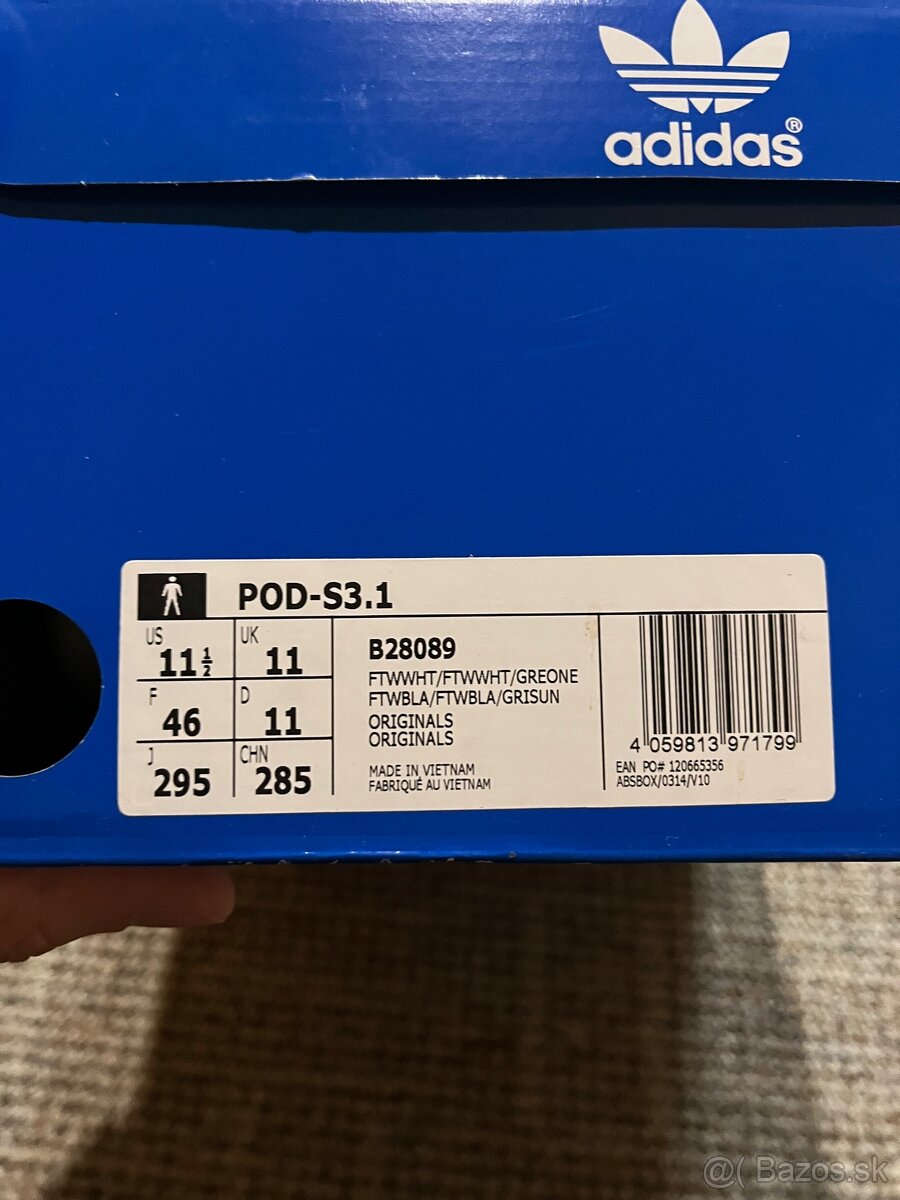 adidas®
POD-S3.1
US 11 1/2
UK 11
F 46
D 11
J 295
CHN 285
B28089
FTWWHT/FTWWHT/GREONE
FTWBLA/FTWBLA/GRISUN
ORIGINALS
ORIGINALS
MADE IN VIETNAM
FABRIQUÉ AU VIETNAM
4 059813 971799
EAN PO# 120665356
ABSBOX/0314/V10
@( Bazos.sk